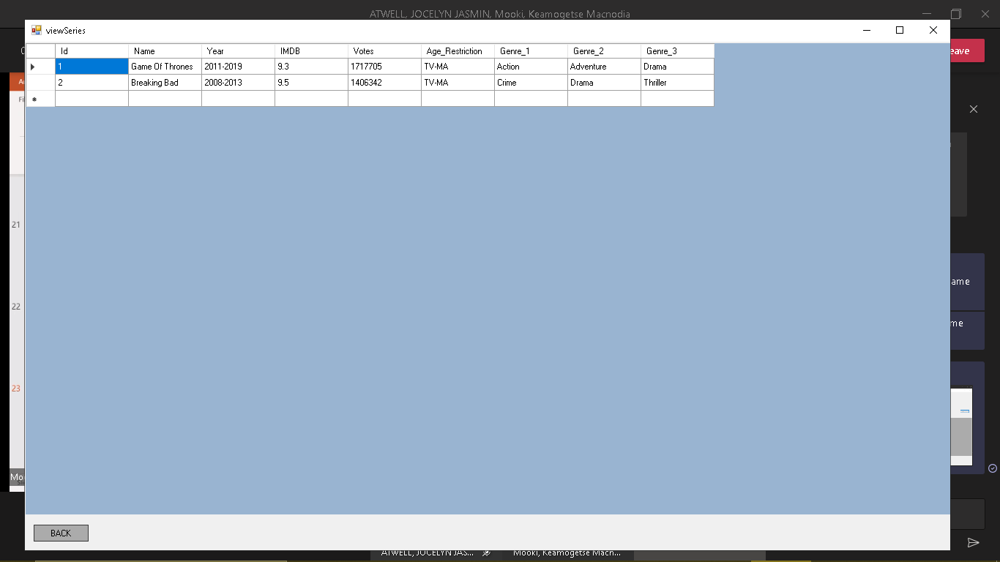 ATWELL, JOCELYN JASMIN, Mooki, Keamogetse Macnodia
viewSeries
Id Name Year IMDB Votes Age_Restriction Genre_1 Genre_2 Genre_3
1 Game Of Thrones 2011-2019 9.3 1717705 TV-MA Action Adventure Drama
2 Breaking Bad 2008-2013 9.5 1406342 TV-MA Crime Drama Thriller
*
eave
Fi
21
22
23
ame
me
Mo
BACK
ATWELL, JOCELYN JAS... Mooki, Keamogetse Macn...